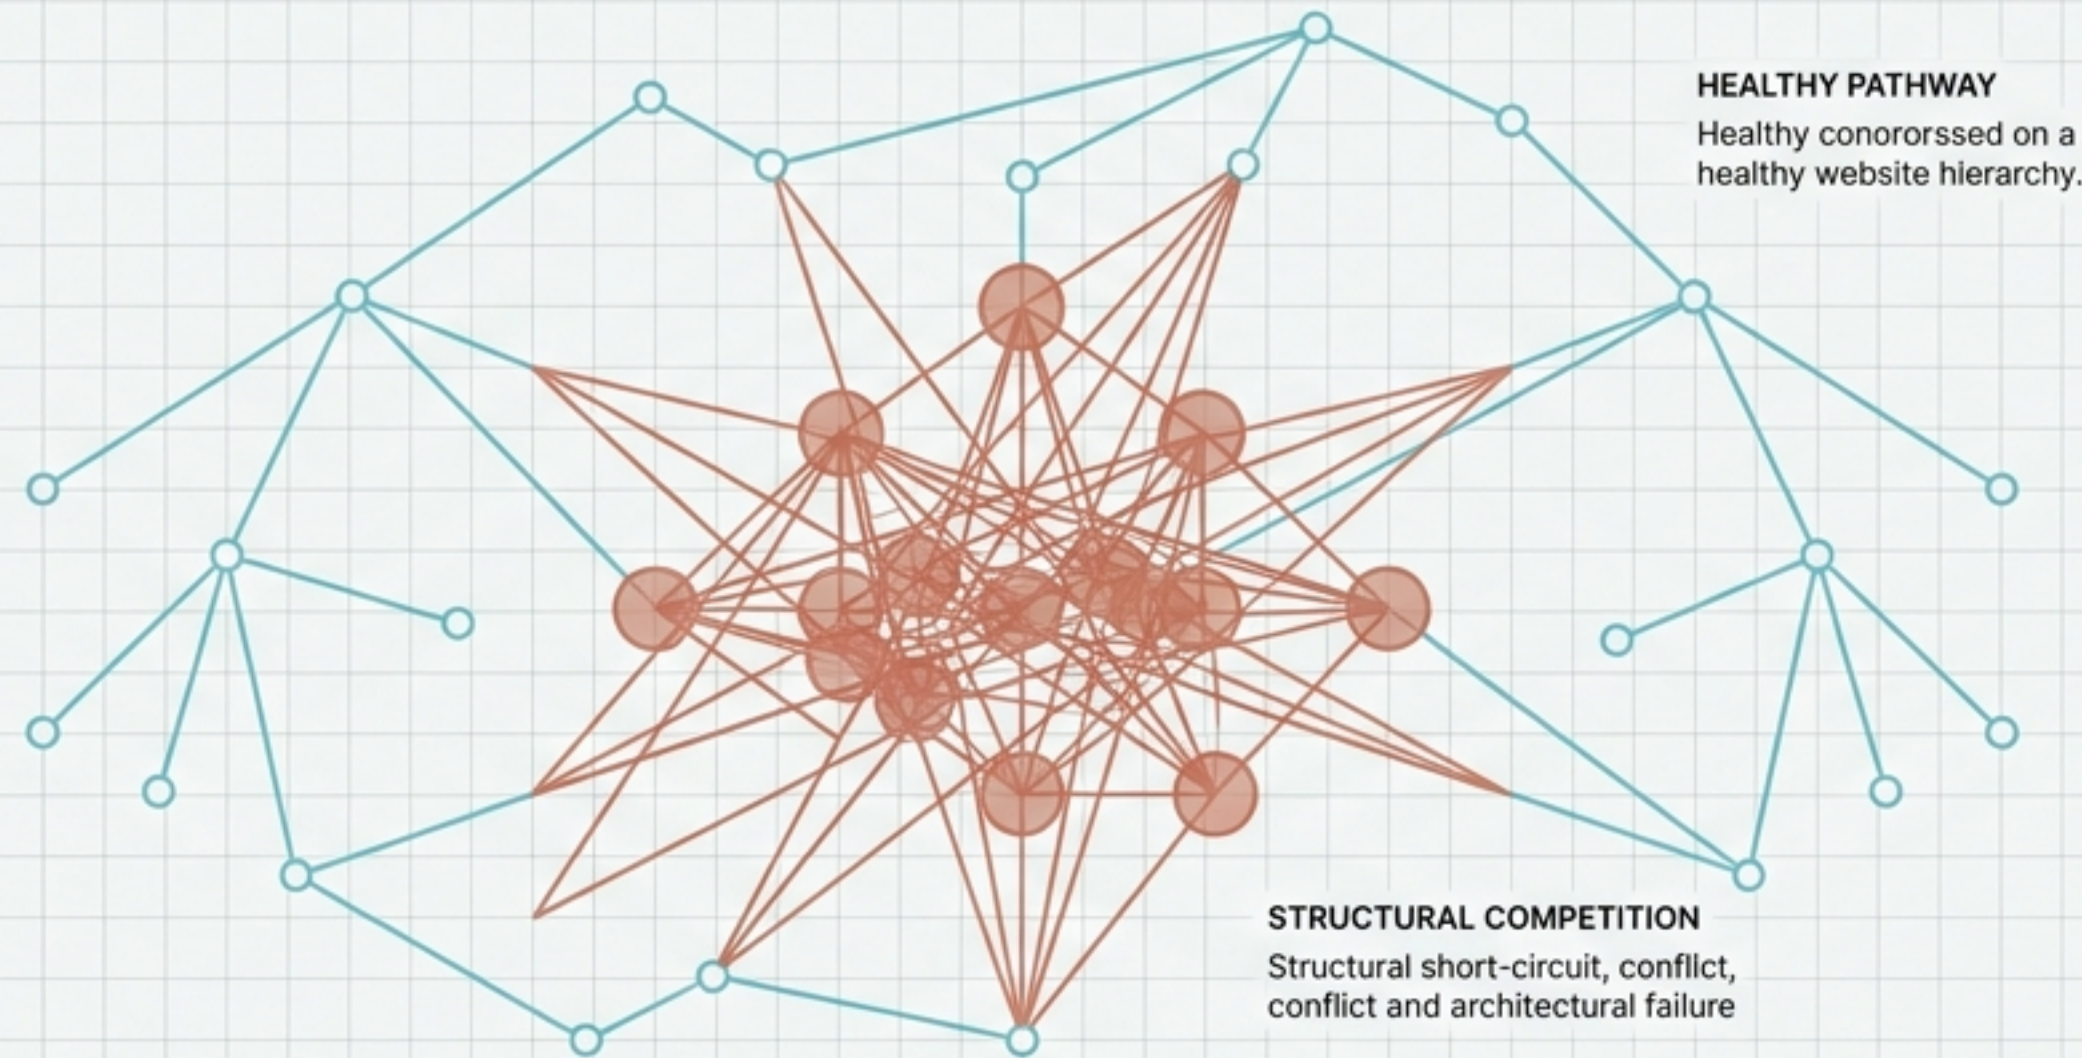 HEALTHY PATHWAY
Healthy conororssed on a
healthy website hierarchy.
STRUCTURAL COMPETITION
Structural short-circuit, conflict,
conflict and architectural failure